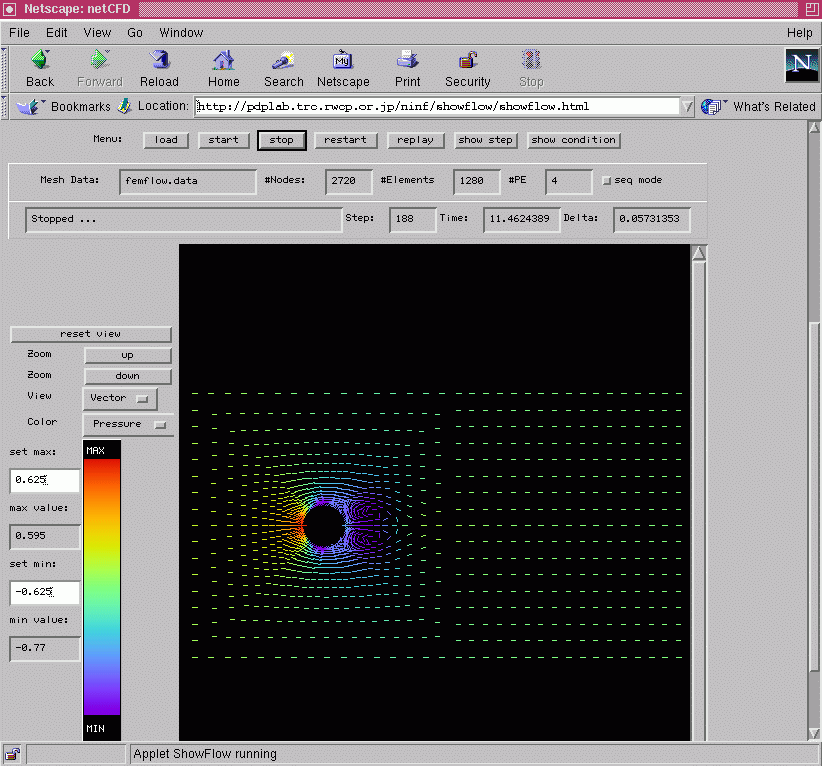 Netscape: netCFD
File Edit View Go Window Help
Back Forward Reload Home Search Netscape Print Security Stop
My
N
Bookmarks Location: http://pdplab.trc.rwcp.or.jp/ninf/showflow/showflow.html What's Related
Menu: load start stop restart replay show step show condition
Mesh Data: femflow.data #Nodes: 2720 #Elements 1280 #PE 4 seq mode
Stopped ... Step: 188 Time: 11.4624389 Delta: 0.05731353
reset view
Zoom up
Zoom down
View Vector
Color Pressure
set max:
MAX
0.625
max value:
0.595
set min:
-0.625
min value:
-0.77
MIN
Applet ShowFlow running